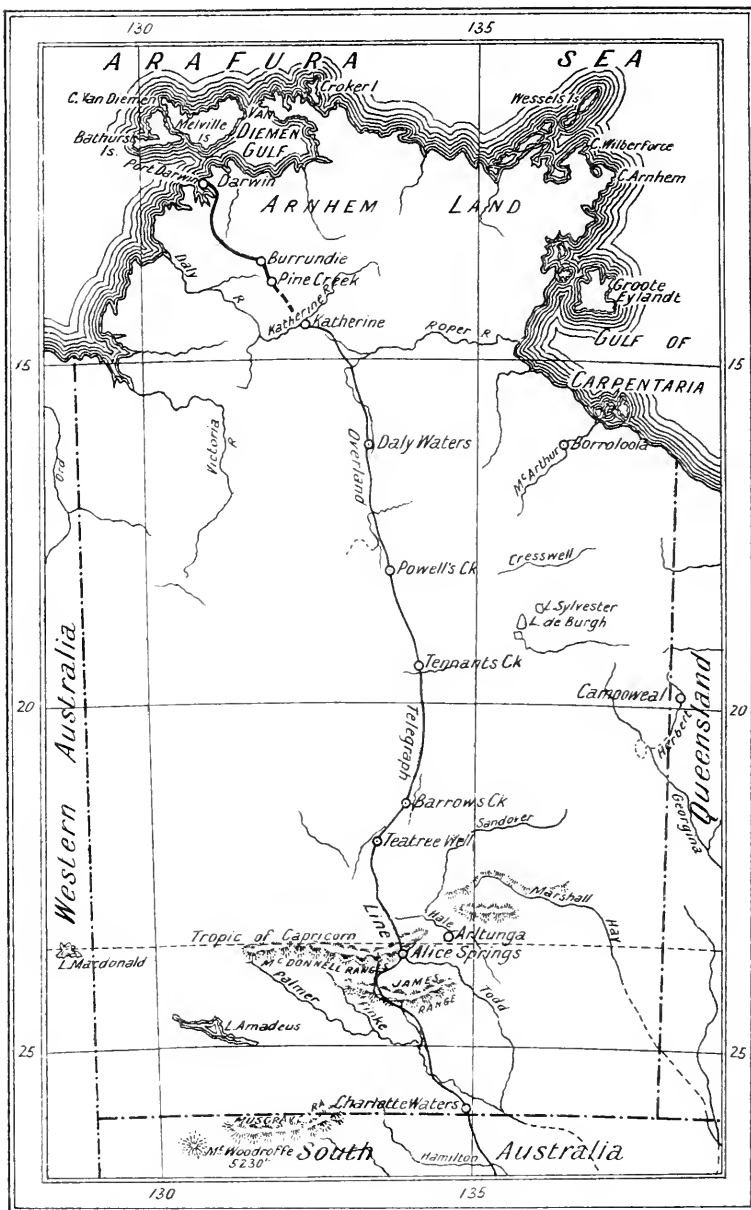 130 135
ARAFURA SEA
Croker I
C. Van Diemen
Wessels Is.
Melville
Is
VAN
DIEMEN
GULF
Bathurst
Is.
C. Wilberforce
Port Darwin
Darwin
C. Arnhem
ARNHEM LAND
Burrundie
Daly
R
Pine Creek
Groote
Eylandt
Katherine R
Katherine
Roper R
GULF OF
15 15
CARPENTARIA
Victoria
R
Overland
Daly Waters
McArthur
Borroloola
Ord
Powell's Ck
Cresswell
L. Sylvester
L. de Burgh
Tennants Ck
Western Australia
Camooweal
Queensland
20 20
Telegraph
Herbert
Barrows Ck
Georgina
Sandover
Teatree Well
Marshall
Line
Hale
Hay
Arltunga
Tropic of Capricorn
Alice Springs
L. Macdonald
McDONNELL RANGES
JAMES
RANGE
Palmer
Finke
Todd
L. Amadeus
25 25
Charlotte Waters
MUSGRAVE RA
Mt. Woodroffe
5230'
South Australia
Hamilton
130 135